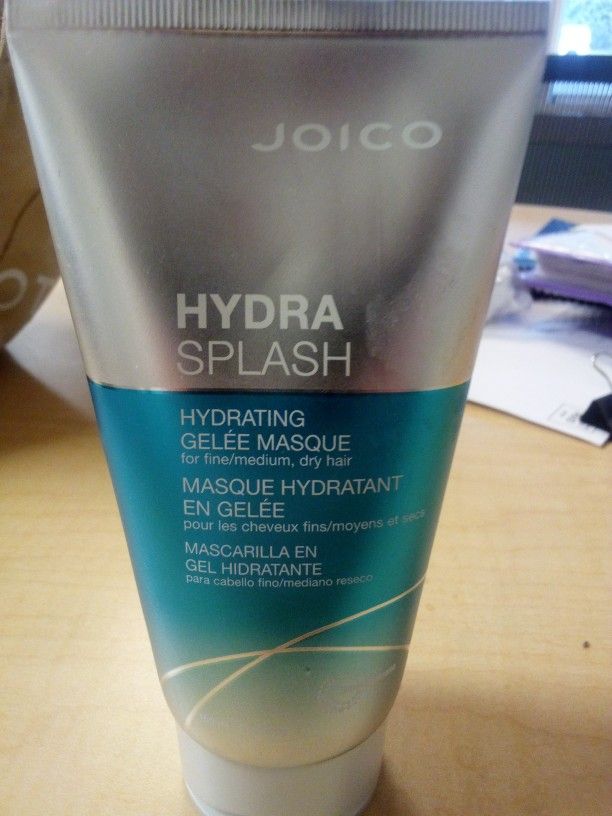 JOICO
HYDRA
SPLASH
HYDRATING
GELÉE MASQUE
for fine/medium, dry hair
MASQUE HYDRATANT
EN GELÉE
pour les cheveux fins/moyens et secs
MASCARILLA EN
GEL HIDRATANTE
para cabello fino/mediano reseco